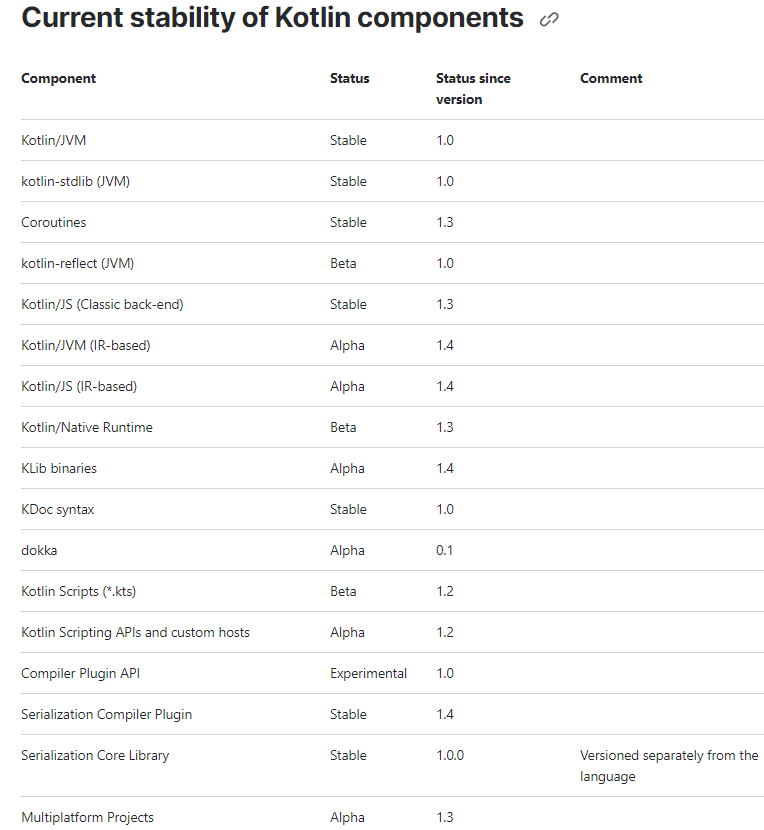 Current stability of Kotlin components
Component Status Status since version Comment
Kotlin/JVM Stable 1.0
kotlin-stdlib (JVM) Stable 1.0
Coroutines Stable 1.3
kotlin-reflect (JVM) Beta 1.0
Kotlin/JS (Classic back-end) Stable 1.3
Kotlin/JVM (IR-based) Alpha 1.4
Kotlin/JS (IR-based) Alpha 1.4
Kotlin/Native Runtime Beta 1.3
KLib binaries Alpha 1.4
KDoc syntax Stable 1.0
dokka Alpha 0.1
Kotlin Scripts (*.kts) Beta 1.2
Kotlin Scripting APIs and custom hosts Alpha 1.2
Compiler Plugin API Experimental 1.0
Serialization Compiler Plugin Stable 1.4
Serialization Core Library Stable 1.0.0 Versioned separately from the
language
Multiplatform Projects Alpha 1.3